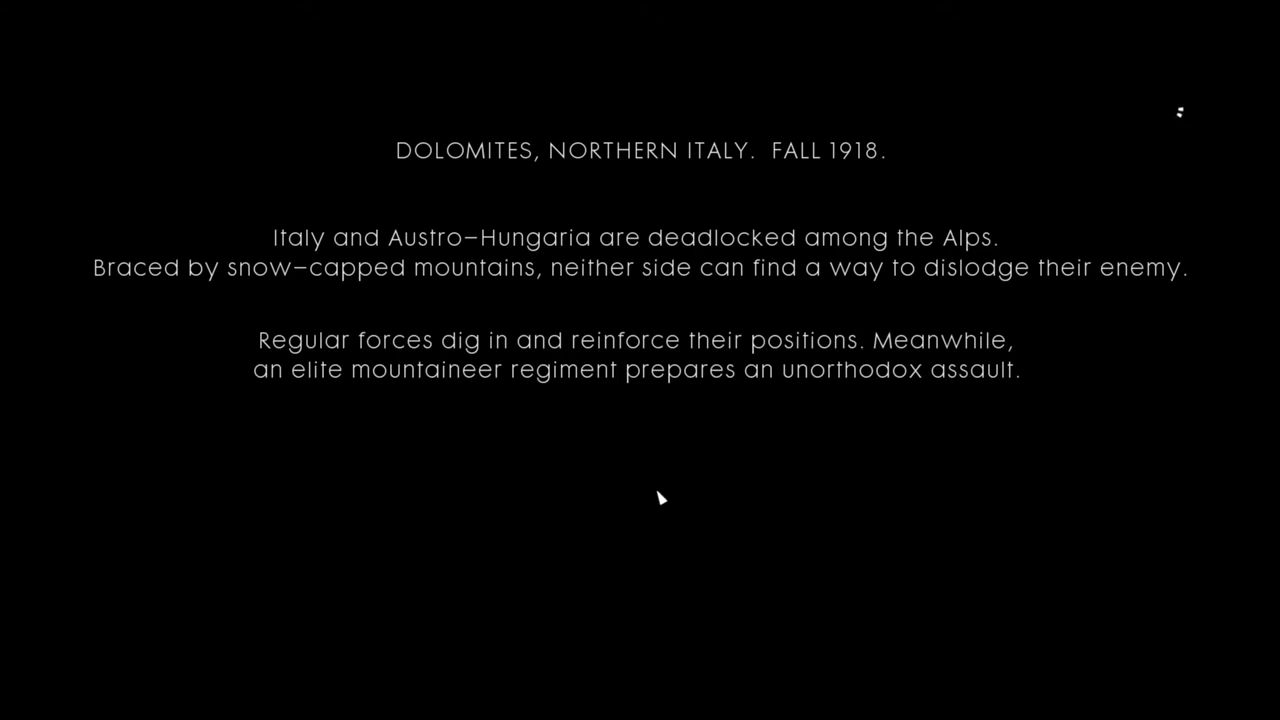 DOLOMITES, NORTHERN ITALY. FALL 1918.
Italy and Austro-Hungaria are deadlocked among the Alps.
Braced by snow-capped mountains, neither side can find a way to dislodge their enemy.
Regular forces dig in and reinforce their positions. Meanwhile,
an elite mountaineer regiment prepares an unorthodox assault.